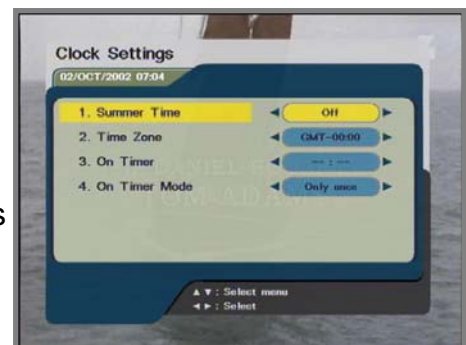 Clock Settings
02/OCT/2002 07:04
1. Summer Time Off
2. Time Zone GMT-00:00
3. On Timer -- : --
4. On Timer Mode Only once
▲ ▼ : Select menu
◄ ► : Select
s